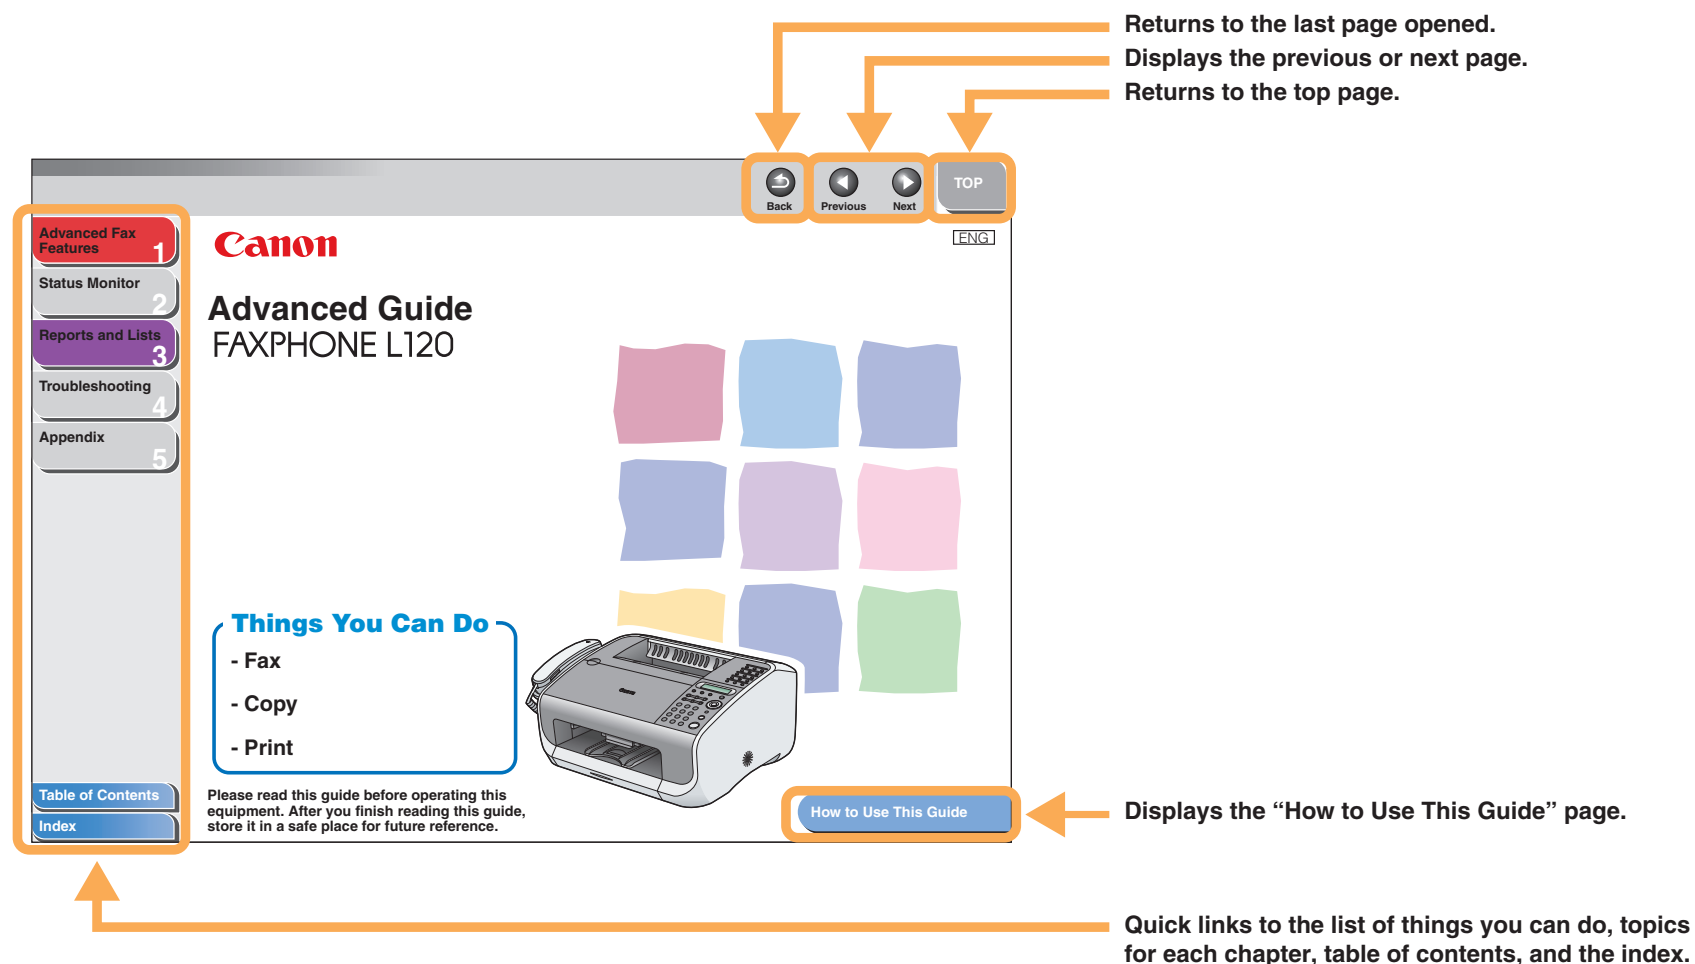 Returns to the last page opened.
Displays the previous or next page.
Returns to the top page.
Back
Previous
Next
TOP
Advanced Fax
Features
1
Status Monitor
2
Reports and Lists
3
Troubleshooting
4
Appendix
5
Table of Contents
Index
Canon
ENG
Advanced Guide
FAXPHONE L120
Things You Can Do
- Fax
- Copy
- Print
Canon
Please read this guide before operating this
equipment. After you finish reading this guide,
store it in a safe place for future reference.
How to Use This Guide
Displays the “How to Use This Guide” page.
Quick links to the list of things you can do, topics
for each chapter, table of contents, and the index.